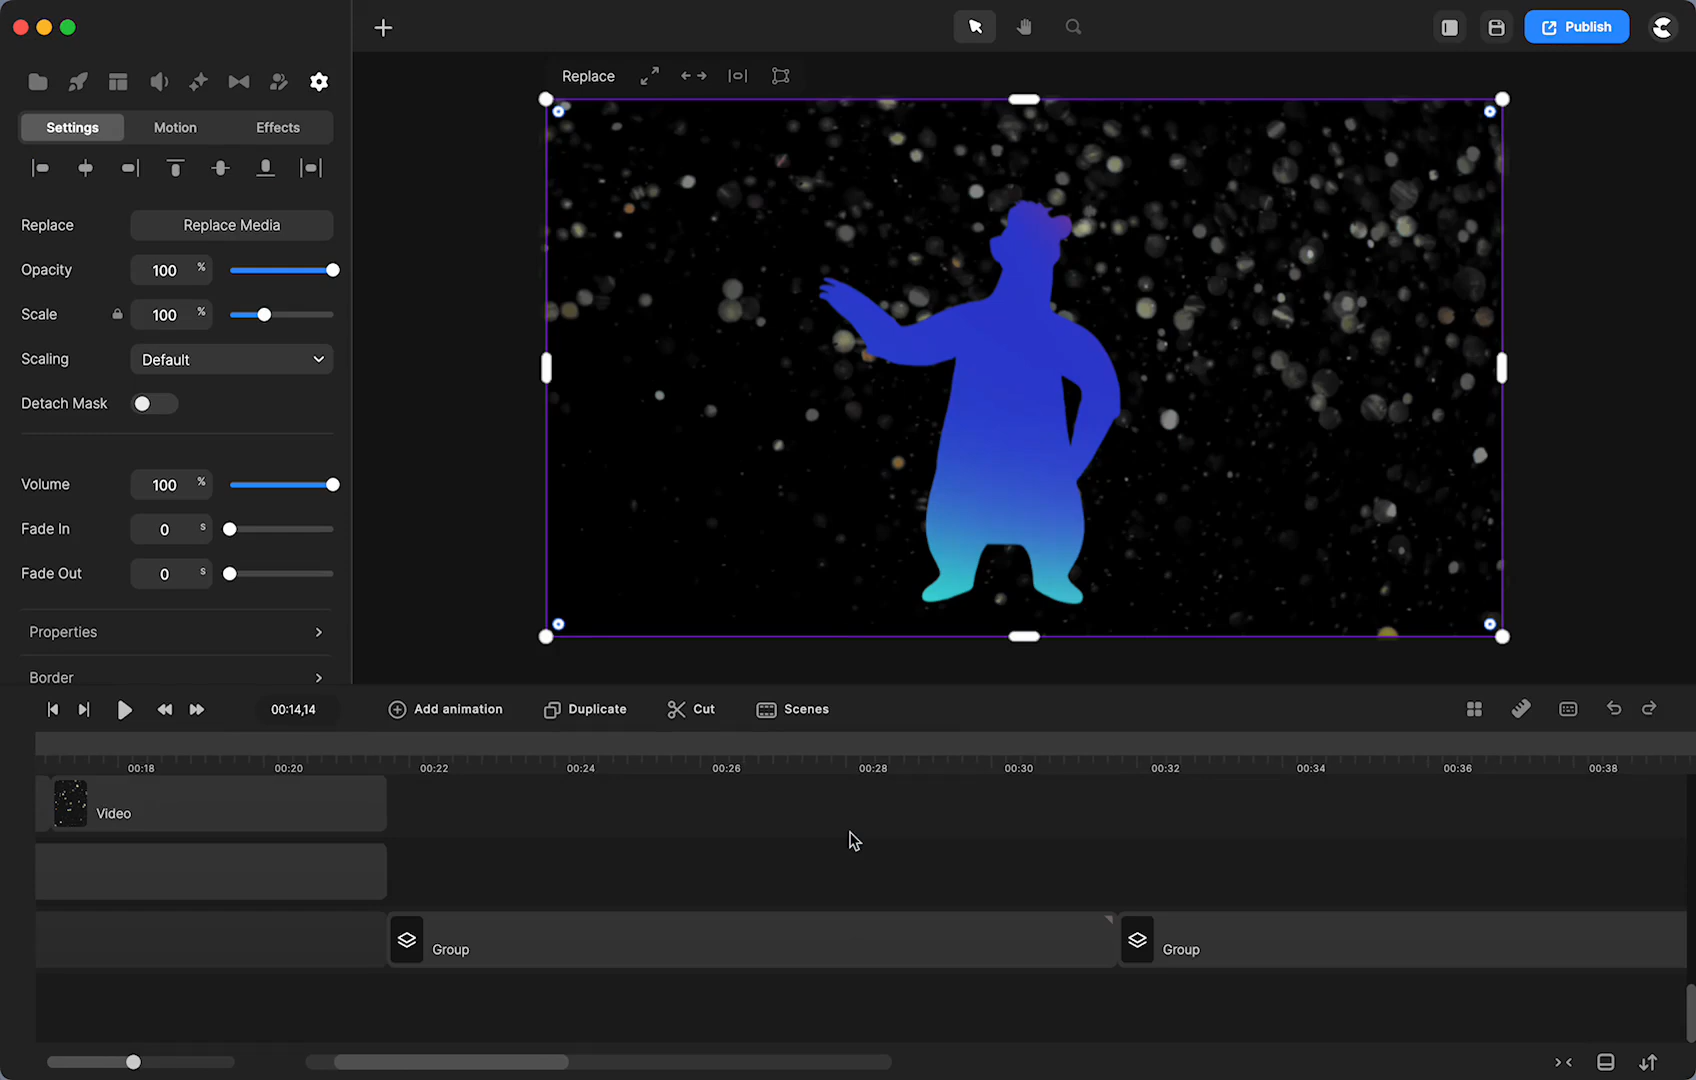 Publish
Replace
Settings Motion Effects
Replace Replace Media
Opacity 100 %
Scale 100 %
Scaling Default
Detach Mask
Volume 100 %
Fade In 0 s
Fade Out 0 s
Properties
Border
00:14,14 Add animation Duplicate Cut Scenes
00:18 00:20 00:22 00:24 00:26 00:28 00:30 00:32 00:34 00:36 00:38
Video
Group Group